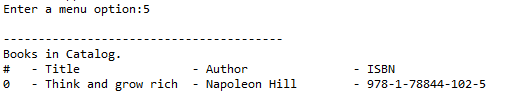 Enter a menu option:5
----------------------------------------
Books in Catalog.
#   - Title                - Author               - ISBN
0   - Think and grow rich  - Napoleon Hill        - 978-1-78844-102-5